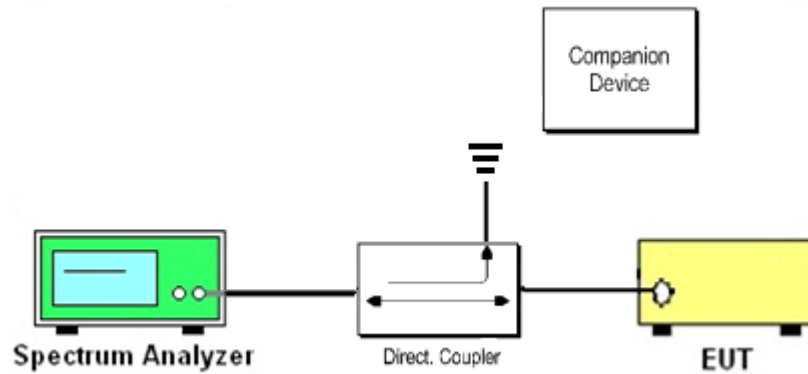 Companion
Device
Spectrum Analyzer
Direct. Coupler
EUT